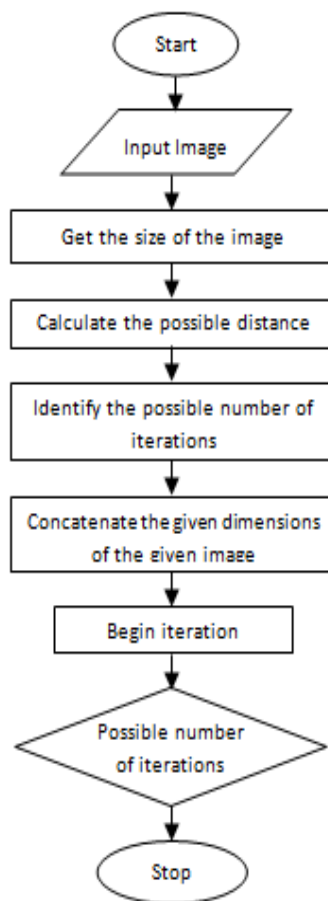 Start
Input Image
Get the size of the image
Calculate the possible distance
Identify the possible number of
iterations
Concatenate the given dimensions
of the given image
Begin iteration
Possible number
of iterations
Stop